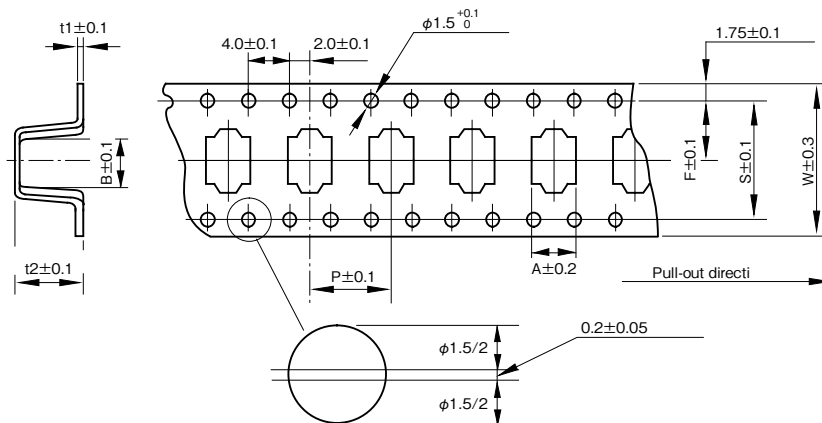 t1±0.1
4.0±0.1
2.0±0.1
φ1.5 +0.1 0
1.75±0.1
B±0.1
F±0.1
S±0.1
W±0.3
t2±0.1
P±0.1
A±0.2
Pull-out directi
0.2±0.05
φ1.5/2
φ1.5/2